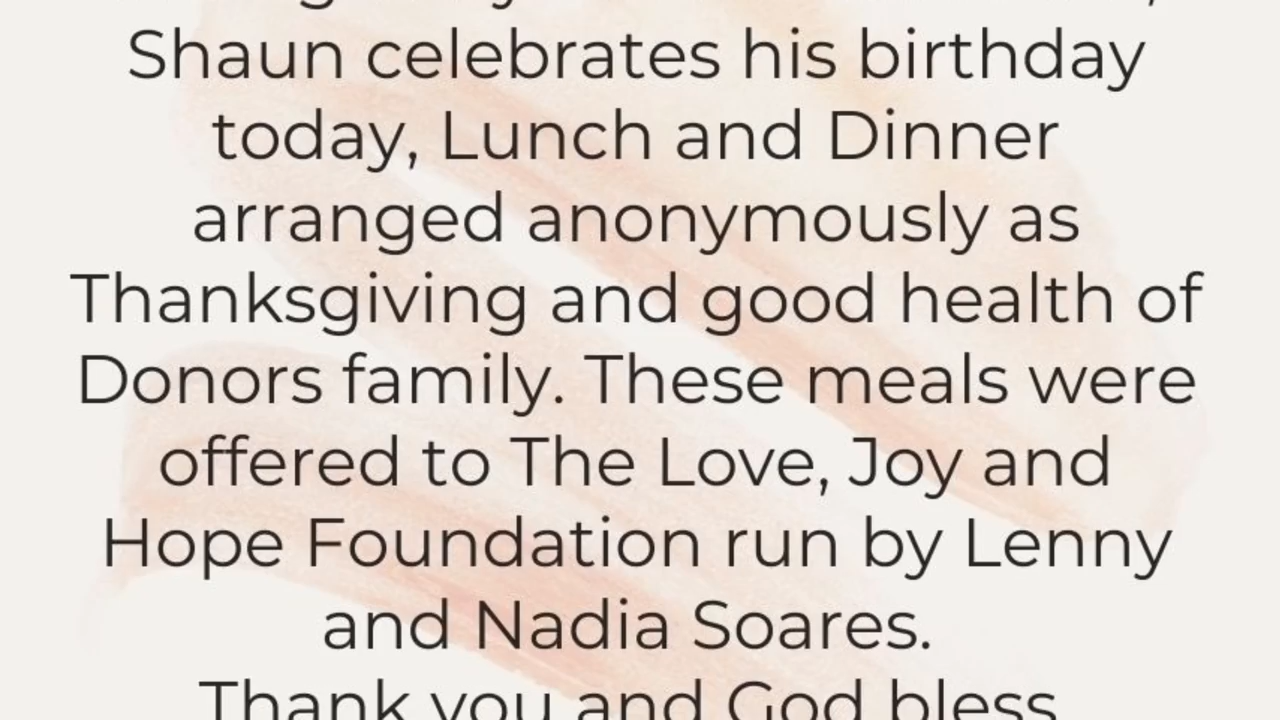 Shaun celebrates his birthday
today, Lunch and Dinner
arranged anonymously as
Thanksgiving and good health of
Donors family. These meals were
offered to The Love, Joy and
Hope Foundation run by Lenny
and Nadia Soares.
Thank you and God bless